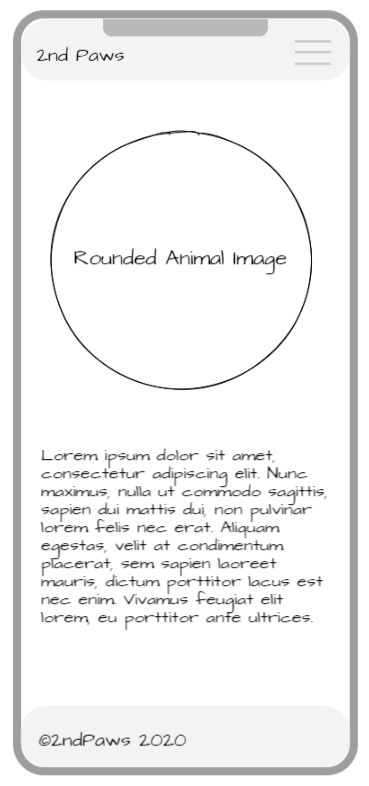 2nd Paws
Rounded Animal Image
Lorem ipsum dolor sit amet,
consectetur adipiscing elit. Nunc
maximus, nulla ut commodo sagittis,
sapien dui mattis dui, non pulvinar
lorem felis nec erat. Aliquam
egestas, velit at condimentum
placerat, sem sapien laoreet
mauris, dictum porttitor lacus est
nec enim. Vivamus feugiat elit
lorem, eu porttitor ante ultrices.
©2ndPaws 2020